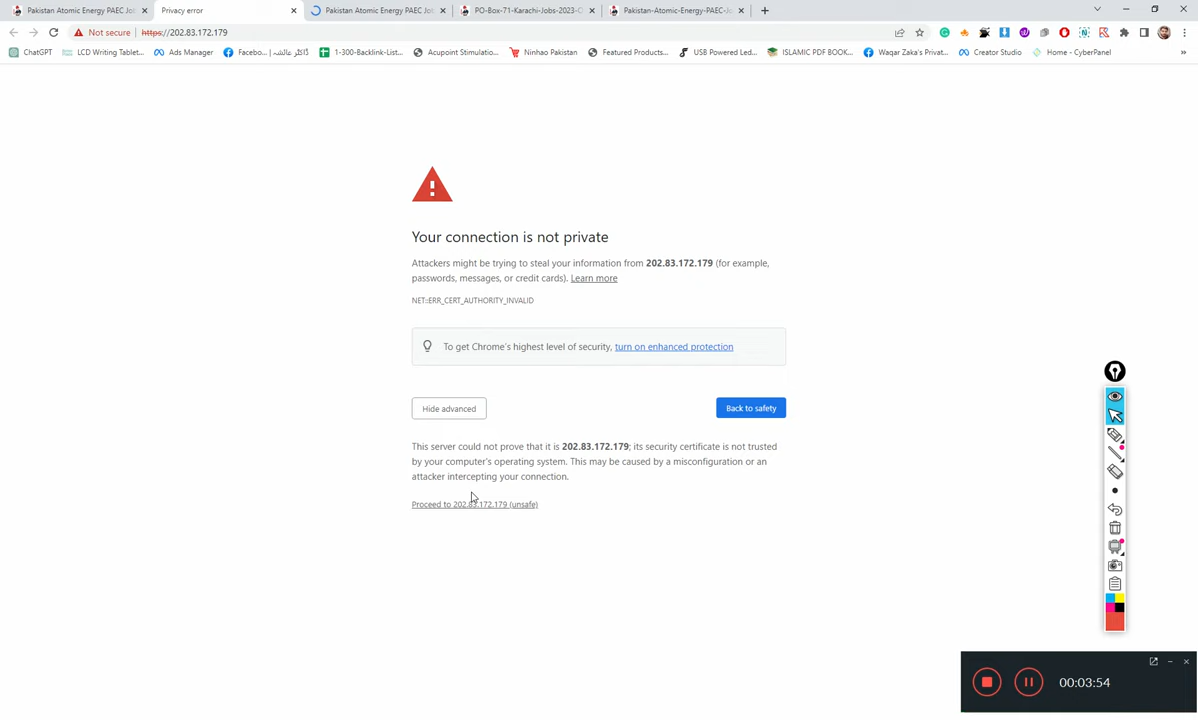 Pakistan Atomic Energy PAEC Jo
Privacy error
Pakistan Atomic Energy PAEC Jo
PO-Box-71-Karachi-Jobs-2023-O
Pakistan-Atomic-Energy-PAEC-Jo
Not secure
https://202.83.172.179
ChatGPT
LCD Writing Tablet...
Ads Manager
Facebo... | ڈاکٹر عائشہ
1-300-Backlink-List...
Acupoint Stimulatio...
Ninhao Pakistan
Featured Products...
USB Powered Led...
ISLAMIC PDF BOOK...
Waqar Zaka's Privat...
Creator Studio
Home - CyberPanel
Your connection is not private
Attackers might be trying to steal your information from 202.83.172.179 (for example,
passwords, messages, or credit cards). Learn more
NET::ERR_CERT_AUTHORITY_INVALID
To get Chrome's highest level of security, turn on enhanced protection
Hide advanced
Back to safety
This server could not prove that it is 202.83.172.179; its security certificate is not trusted
by your computer's operating system. This may be caused by a misconfiguration or an
attacker intercepting your connection.
Proceed to 202.83.172.179 (unsafe)
00:03:54